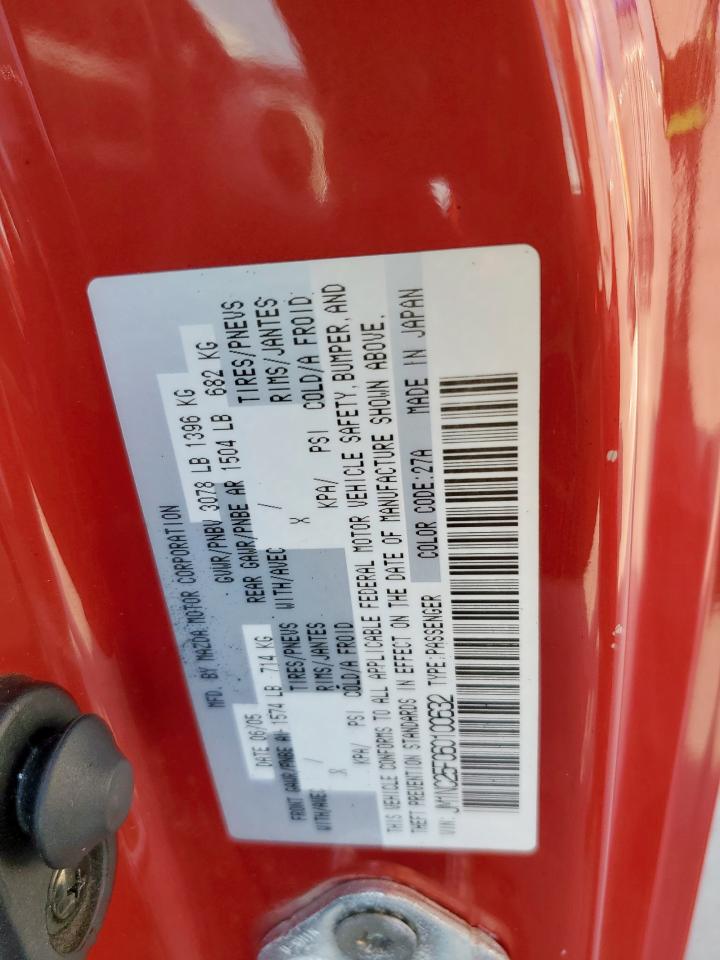 MFD. BY MAZDA MOTOR CORPORATION
DATE 06/05 GVWR/PNBV 3078 LB 1396 KG
FRONT GAWR/PNBE AV 1574 LB 714 KG REAR GAWR/PNBE AR 1504 LB 682 KG
WITH/AVEC / TIRES/PNEUS WITH/AVEC / TIRES/PNEUS
X RIMS/JANTES X RIMS/JANTES
KPA/ PSI COLD/A FROID KPA/ PSI COLD/A FROID
THIS VEHICLE CONFORMS TO ALL APPLICABLE FEDERAL MOTOR VEHICLE SAFETY, BUMPER, AND
THEFT PREVENTION STANDARDS IN EFFECT ON THE DATE OF MANUFACTURE SHOWN ABOVE.
VIN: JM1NC25F060100632 TYPE:PASSENGER COLOR CODE:27A MADE IN JAPAN